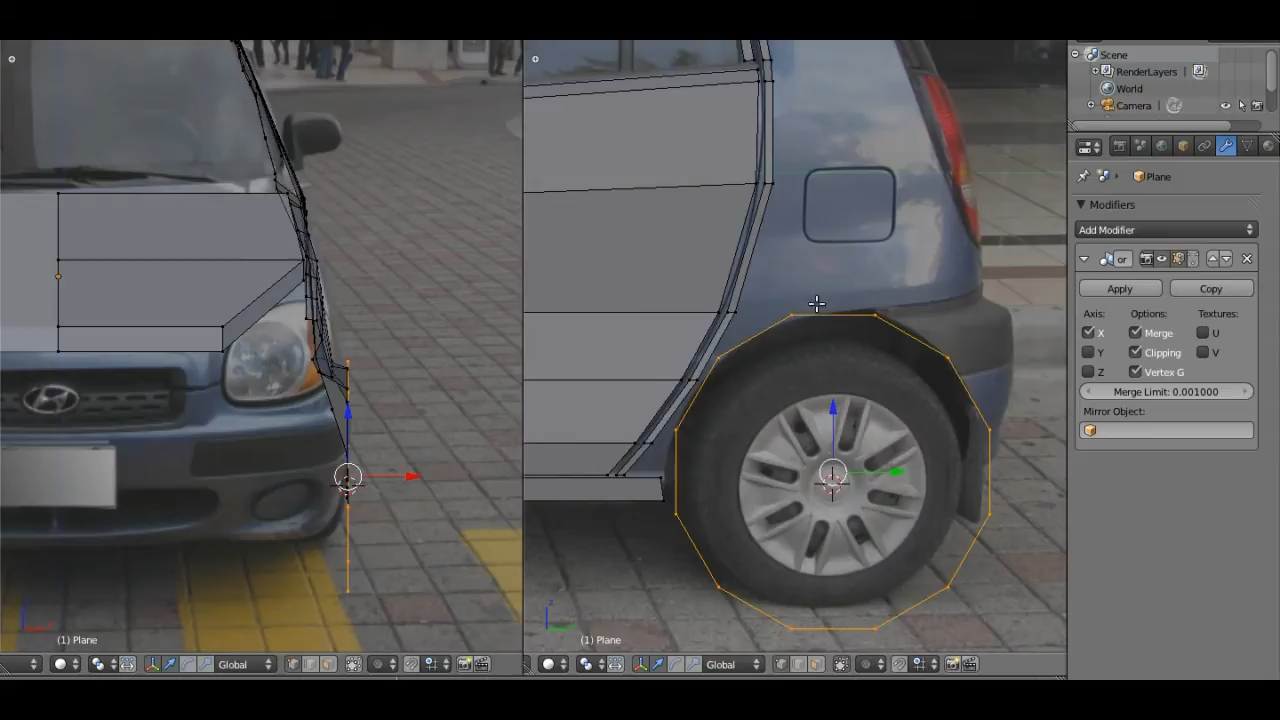 Scene
RenderLayers
World
Camera
Plane
Modifiers
Add Modifier
or
Apply
Copy
Axis:
Options:
Textures:
X
Merge
U
Y
Clipping
V
Z
Vertex G
Merge Limit: 0.001000
Mirror Object:
(1) Plane
(1) Plane
Global
Global